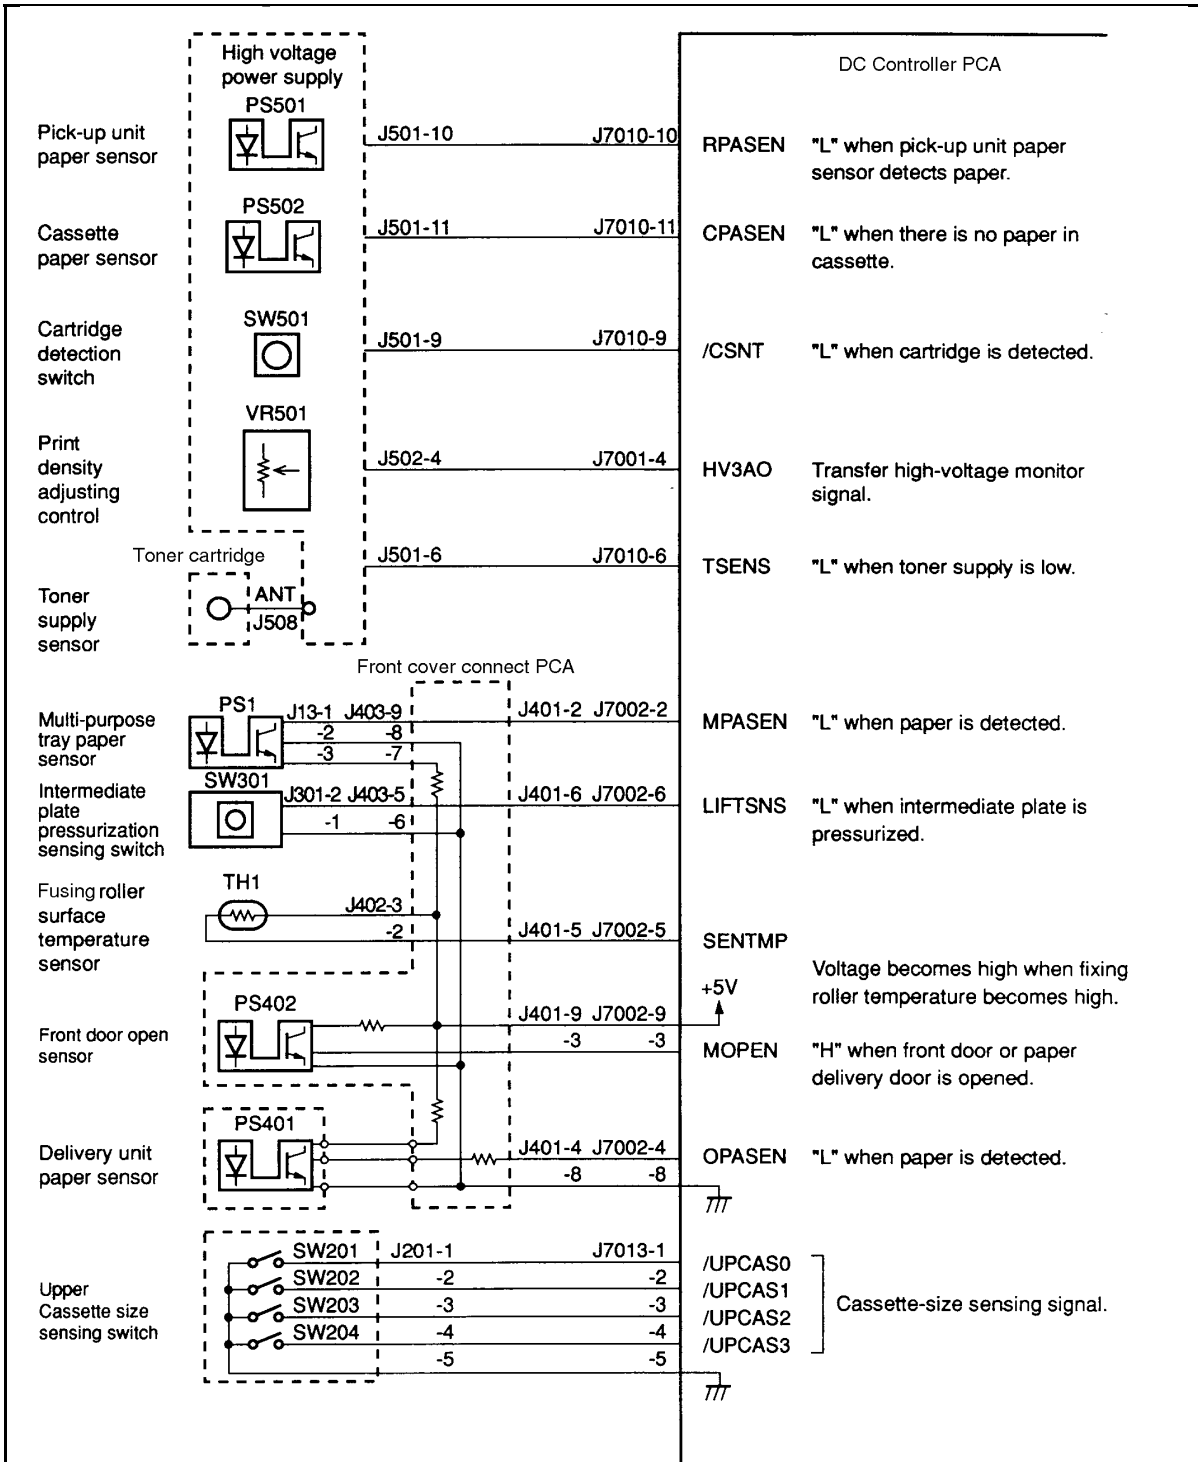 High voltage
power supply
DC Controller PCA
PS501
Pick-up unit
paper sensor
J501-10
J7010-10
RPASEN
"L" when pick-up unit paper
sensor detects paper.
PS502
Cassette
paper sensor
J501-11
J7010-11
CPASEN
"L" when there is no paper in
cassette.
SW501
Cartridge
detection
switch
J501-9
J7010-9
/CSNT
"L" when cartridge is detected.
VR501
Print
density
adjusting
control
J502-4
J7001-4
HV3AO
Transfer high-voltage monitor
signal.
Toner cartridge
J501-6
J7010-6
TSENS
"L" when toner supply is low.
Toner
supply
sensor
ANT
J508
Front cover connect PCA
PS1
Multi-purpose
tray paper
sensor
J13-1 J403-9
-2 -8
-3 -7
J401-2 J7002-2
MPASEN
"L" when paper is detected.
SW301
Intermediate
plate
pressurization
sensing switch
J301-2 J403-5
-1 -6
J401-6 J7002-6
LIFTSNS
"L" when intermediate plate is
pressurized.
TH1
Fusing roller
surface
temperature
sensor
J402-3
-2
J401-5 J7002-5
SENTMP
Voltage becomes high when fixing
roller temperature becomes high.
+5V
PS402
Front door open
sensor
J401-9 J7002-9
-3 -3
MOPEN
"H" when front door or paper
delivery door is opened.
PS401
Delivery unit
paper sensor
J401-4 J7002-4
-8 -8
OPASEN
"L" when paper is detected.
Upper
Cassette size
sensing switch
SW201 J201-1 J7013-1 /UPCAS0
SW202 -2 -2 /UPCAS1
SW203 -3 -3 /UPCAS2
SW204 -4 -4 /UPCAS3
-5 -5
Cassette-size sensing signal.